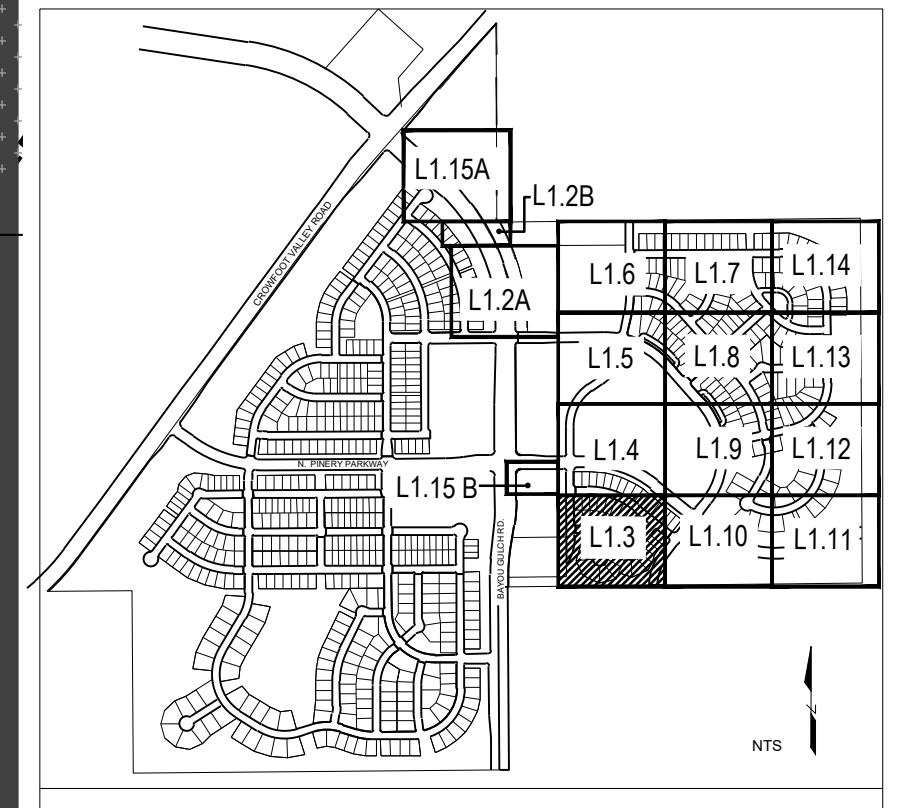 L1.15A
L1.2B
CROWFOOT VALLEY ROAD
L1.6
L1.7
L1.14
L1.2A
L1.5
L1.8
L1.13
L1.4
L1.9
L1.12
N. PINERY PARKWAY
L1.15 B
L1.3
L1.10
L1.11
BAYOU GULCH RD.
Z
NTS